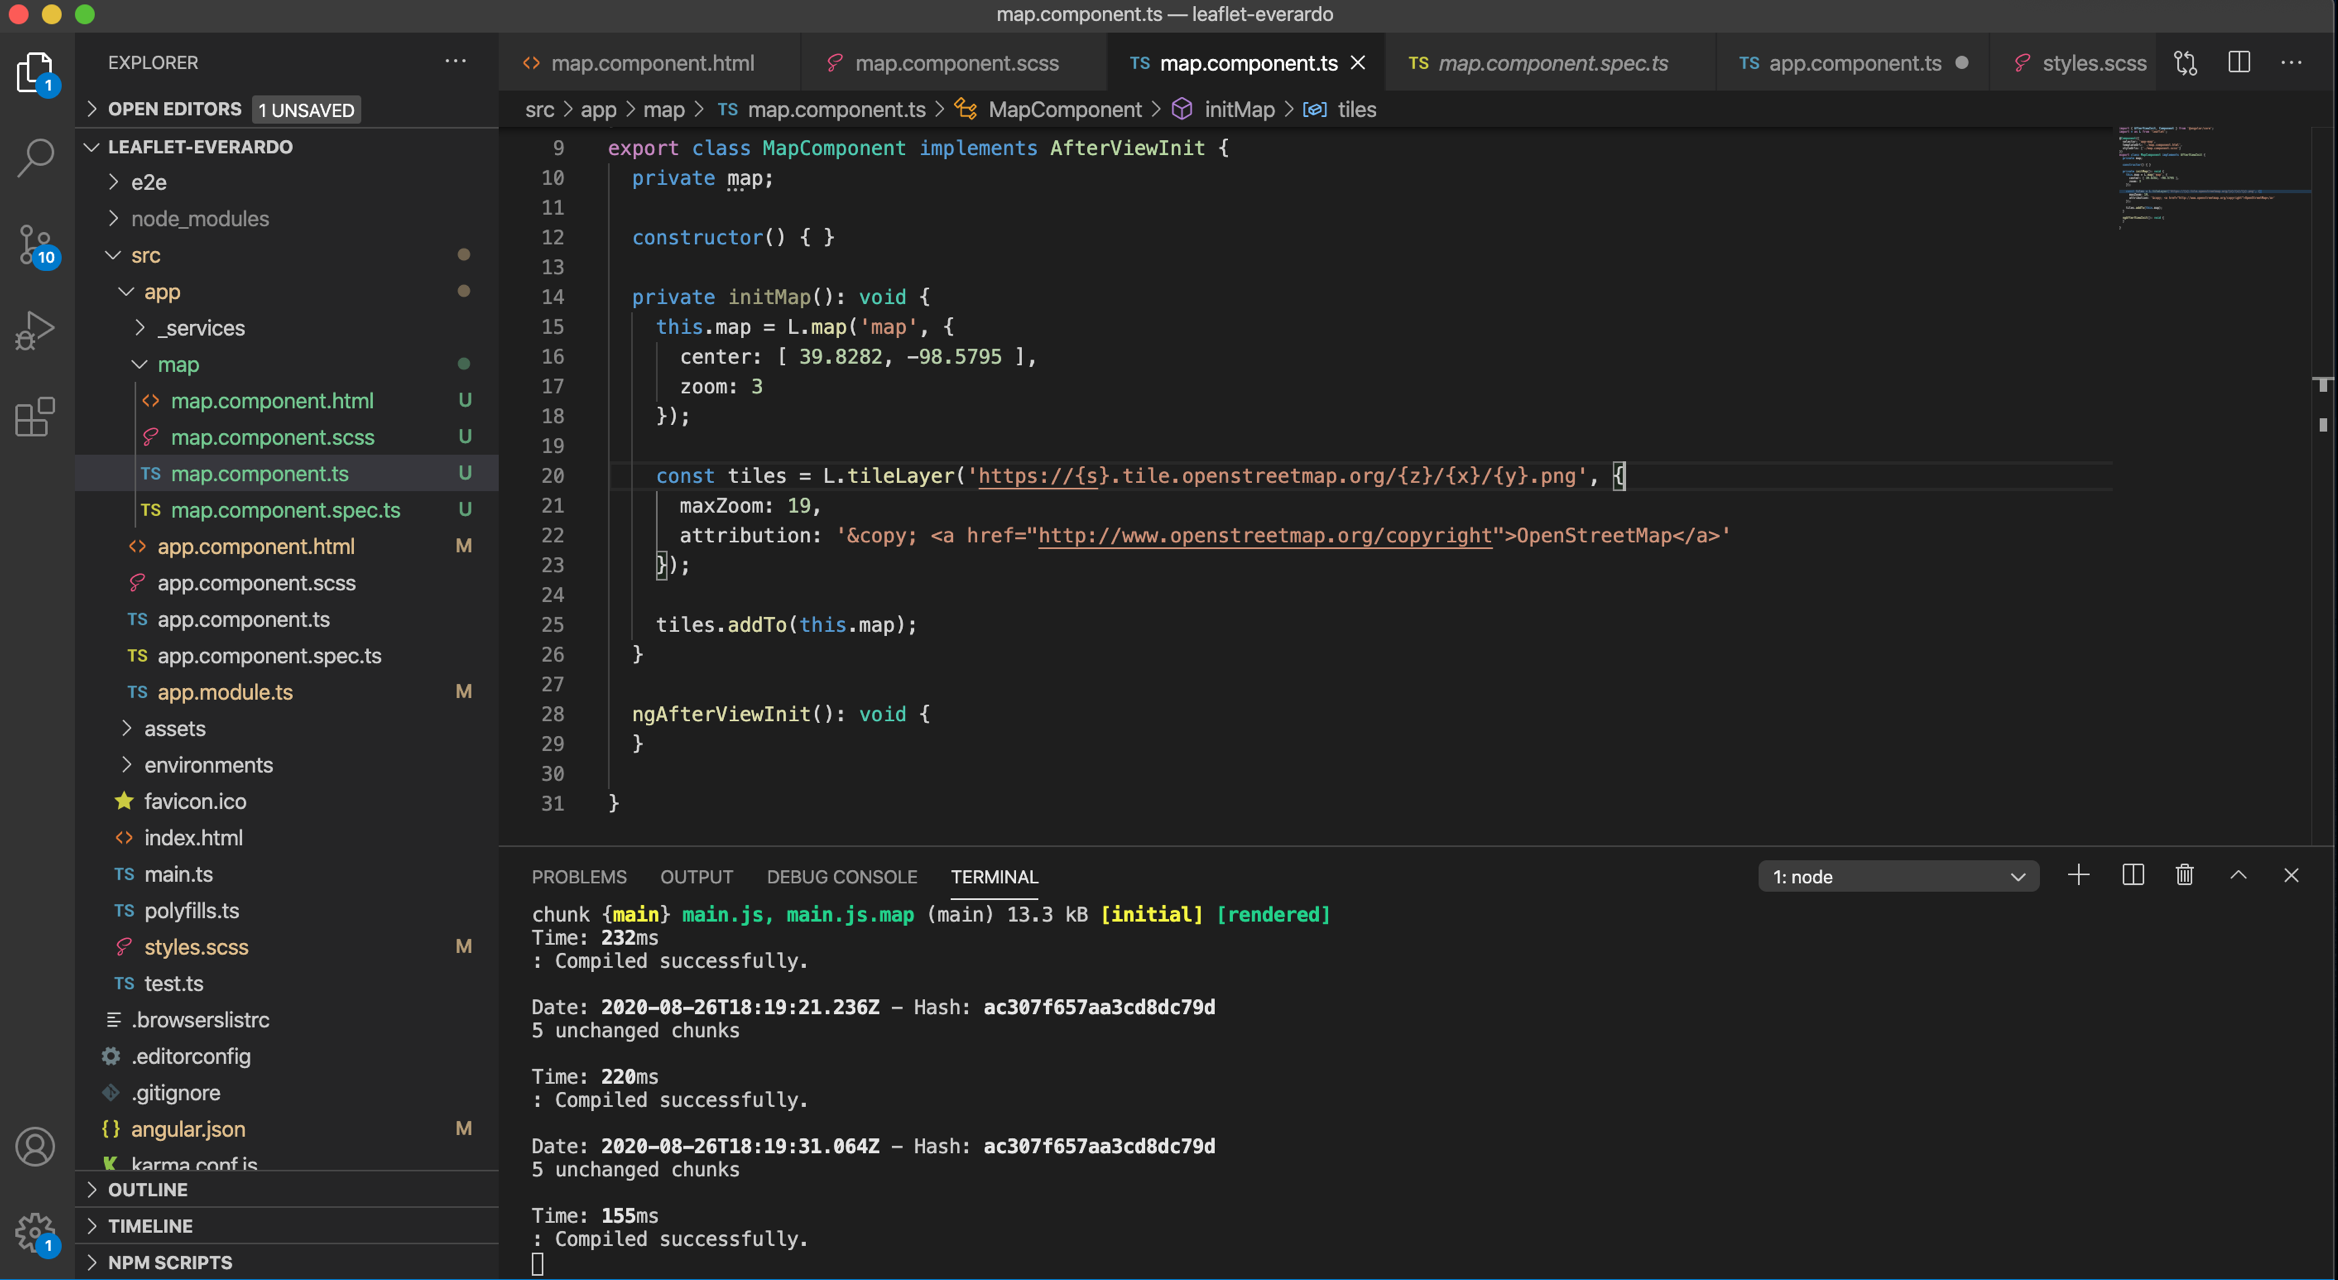 map.component.ts — leaflet-everardo
EXPLORER
map.component.html
map.component.scss
TS map.component.ts
TS map.component.spec.ts
TS app.component.ts
styles.scss
1
OPEN EDITORS 1 UNSAVED
src > app > map > TS map.component.ts > MapComponent > initMap > tiles
LEAFLET-EVERARDO
e2e
node_modules
src
10
app
_services
map
map.component.html U
map.component.scss U
TS map.component.ts U
TS map.component.spec.ts U
app.component.html M
app.component.scss
TS app.component.ts
TS app.component.spec.ts
TS app.module.ts M
assets
environments
favicon.ico
index.html
TS main.ts
TS polyfills.ts
styles.scss M
TS test.ts
.browserslistrc
.editorconfig
.gitignore
{} angular.json M
karma.conf.js
OUTLINE
TIMELINE
NPM SCRIPTS
1
9 export class MapComponent implements AfterViewInit {
10 private map;
11
12 constructor() { }
13
14 private initMap(): void {
15 this.map = L.map('map', {
16 center: [ 39.8282, -98.5795 ],
17 zoom: 3
18 });
19
20 const tiles = L.tileLayer('https://{s}.tile.openstreetmap.org/{z}/{x}/{y}.png', {
21 maxZoom: 19,
22 attribution: '&copy; <a href="http://www.openstreetmap.org/copyright">OpenStreetMap</a>'
23 });
24
25 tiles.addTo(this.map);
26 }
27
28 ngAfterViewInit(): void {
29 }
30
31 }
PROBLEMS OUTPUT DEBUG CONSOLE TERMINAL 1: node
chunk {main} main.js, main.js.map (main) 13.3 kB [initial] [rendered]
Time: 232ms
: Compiled successfully.
Date: 2020-08-26T18:19:21.236Z - Hash: ac307f657aa3cd8dc79d
5 unchanged chunks
Time: 220ms
: Compiled successfully.
Date: 2020-08-26T18:19:31.064Z - Hash: ac307f657aa3cd8dc79d
5 unchanged chunks
Time: 155ms
: Compiled successfully.